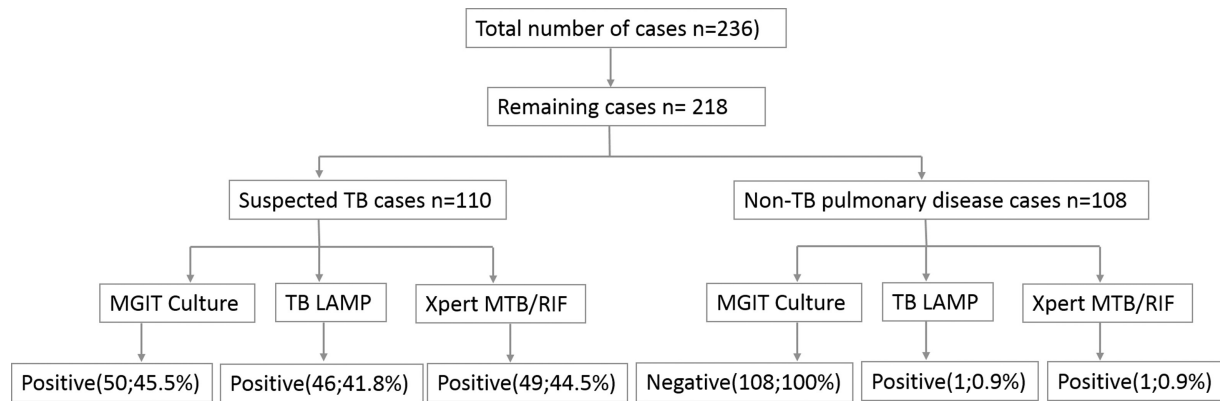 Total number of cases n=236)
Remaining cases n= 218
Suspected TB cases n=110
Non-TB pulmonary disease cases n=108
MGIT Culture
TB LAMP
Xpert MTB/RIF
MGIT Culture
TB LAMP
Xpert MTB/RIF
Positive(50;45.5%)
Positive(46;41.8%)
Positive(49;44.5%)
Negative(108;100%)
Positive(1;0.9%)
Positive(1;0.9%)